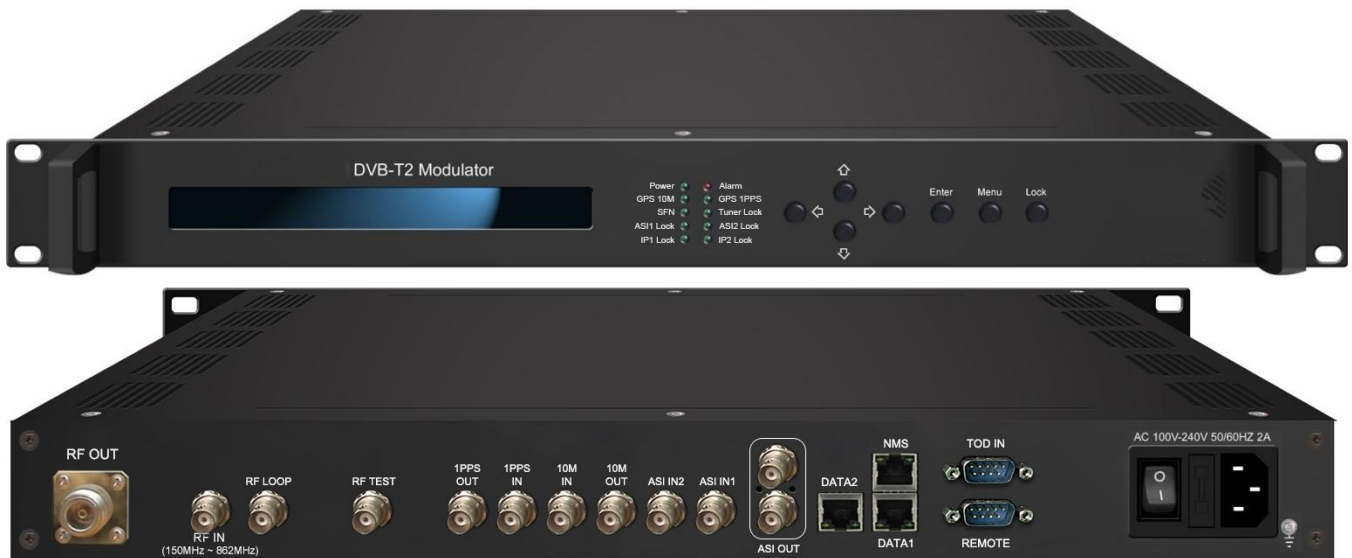 DVB-T2 Modulator
Power Alarm
GPS 10M GPS 1PPS
SFN Tuner Lock
ASI1 Lock ASI2 Lock
IP1 Lock IP2 Lock
Enter Menu Lock
RF OUT
RF IN
(150MHz ~ 862MHz)
RF LOOP
RF TEST
1PPS
OUT
1PPS
IN
10M
IN
10M
OUT
ASI IN2
ASI IN1
ASI OUT
DATA2
NMS
DATA1
TOD IN
REMOTE
AC 100V-240V 50/60HZ 2A
O
I